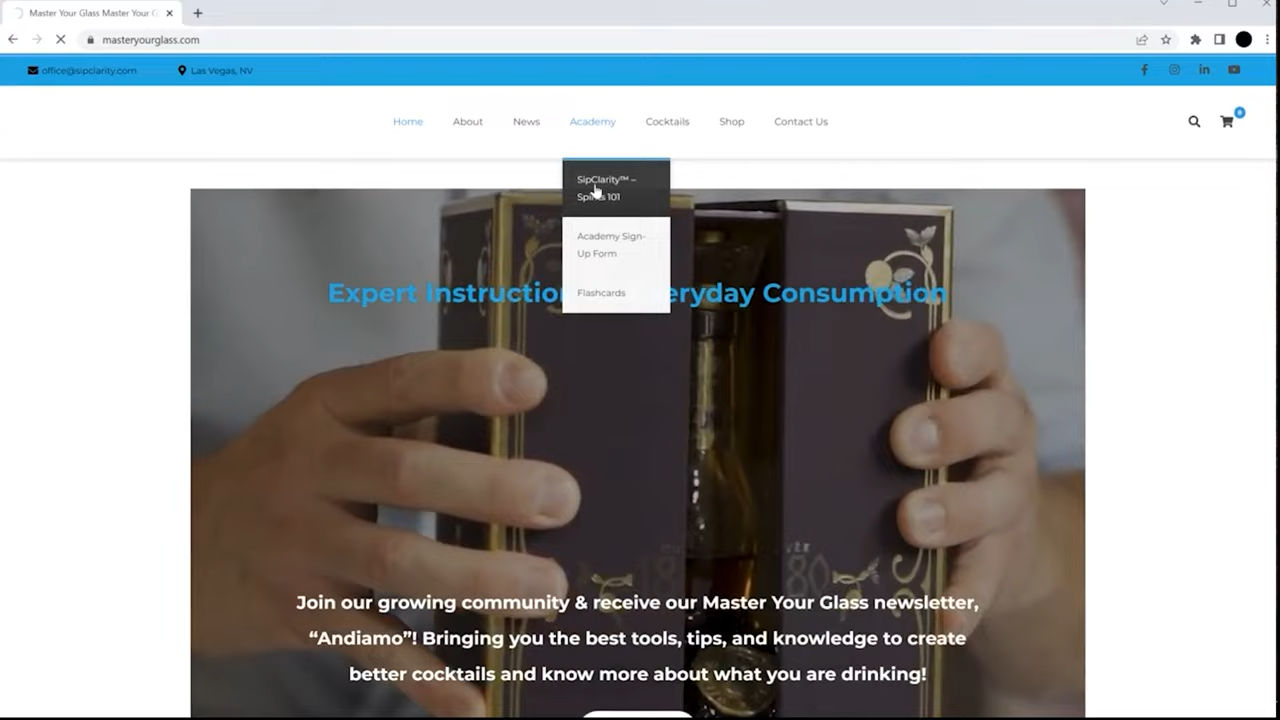 Master Your Glass Master Your G
masteryourglass.com
office@sipclarity.com
Las Vegas, NV
Home
About
News
Academy
Cocktails
Shop
Contact Us
0
SipClarity™ –
Spirits 101
Academy Sign-
Up Form
Flashcards
Expert Instruction eryday Consumption
80
Join our growing community & receive our Master Your Glass newsletter,
“Andiamo”! Bringing you the best tools, tips, and knowledge to create
better cocktails and know more about what you are drinking!